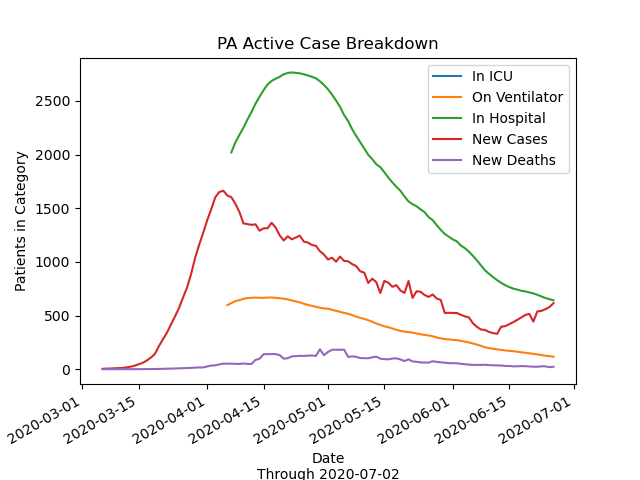 PA Active Case Breakdown
Patients in Category
2500
2000
1500
1000
500
0
In ICU
On Ventilator
In Hospital
New Cases
New Deaths
2020-03-01
2020-03-15
2020-04-01
2020-04-15
2020-05-01
2020-05-15
2020-06-01
2020-06-15
2020-07-01
Date
Through 2020-07-02